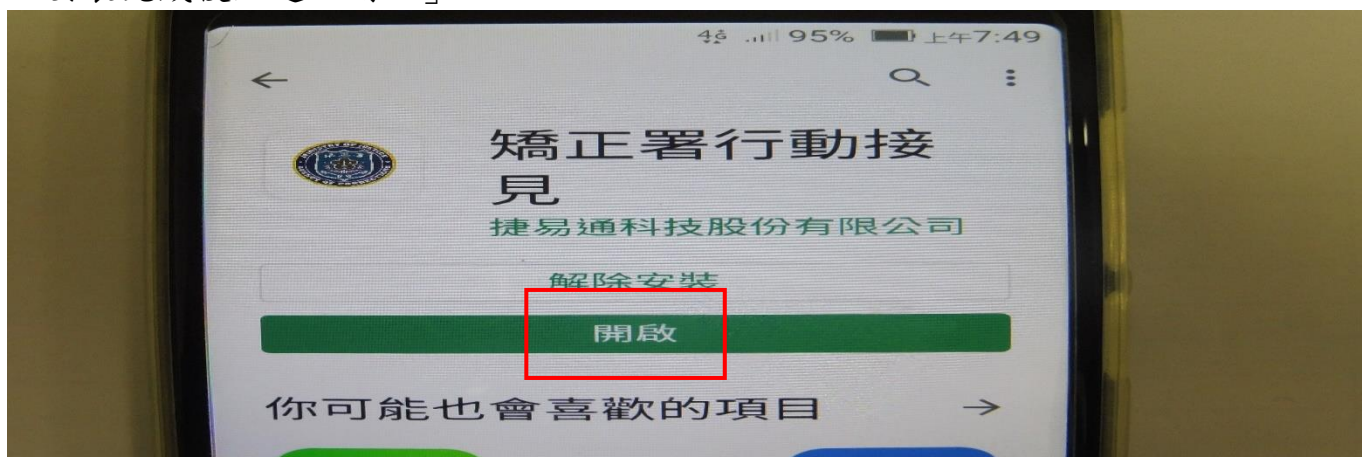 4G 95% 上午7:49
矯正署行動接
見
捷易通科技股份有限公司
解除安裝
開啟
你可能也會喜歡的項目